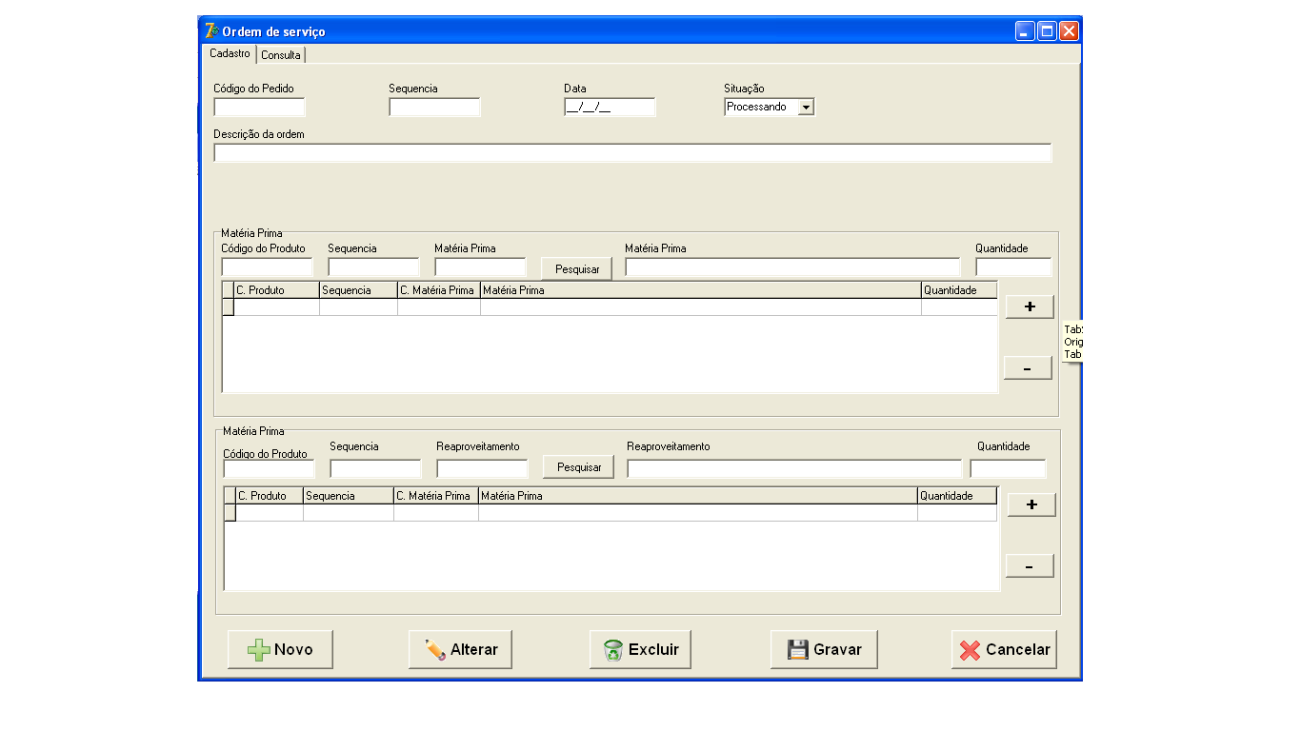 Ordem de serviço
Cadastro Consulta
Código do Pedido Sequencia Data Situação
__/__/__ Processando
Descrição da ordem
Matéria Prima
Código do Produto Sequencia Matéria Prima Matéria Prima Quantidade
Pesquisar
C. Produto Sequencia C. Matéria Prima Matéria Prima Quantidade
+
Tab
Orig
Tab
-
Matéria Prima
Código do Produto Sequencia Reaproveitamento Reaproveitamento Quantidade
Pesquisar
C. Produto Sequencia C. Matéria Prima Matéria Prima Quantidade
+
-
Novo Alterar Excluir Gravar Cancelar